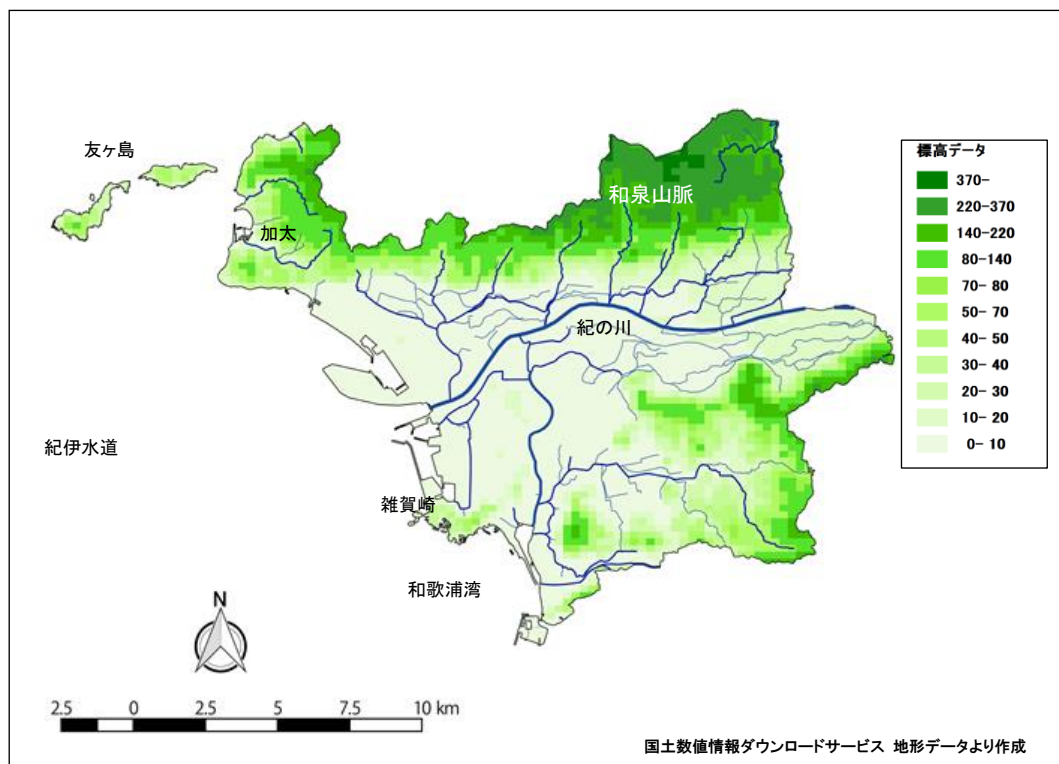 友ヶ島
加太
和泉山脈
紀の川
紀伊水道
雑賀崎
和歌浦湾
標高データ
370-
220-370
140-220
80-140
70- 80
50- 70
40- 50
30- 40
20- 30
10- 20
0- 10
N
2.5 0 2.5 5 7.5 10 km
国土数値情報ダウンロードサービス 地形データより作成